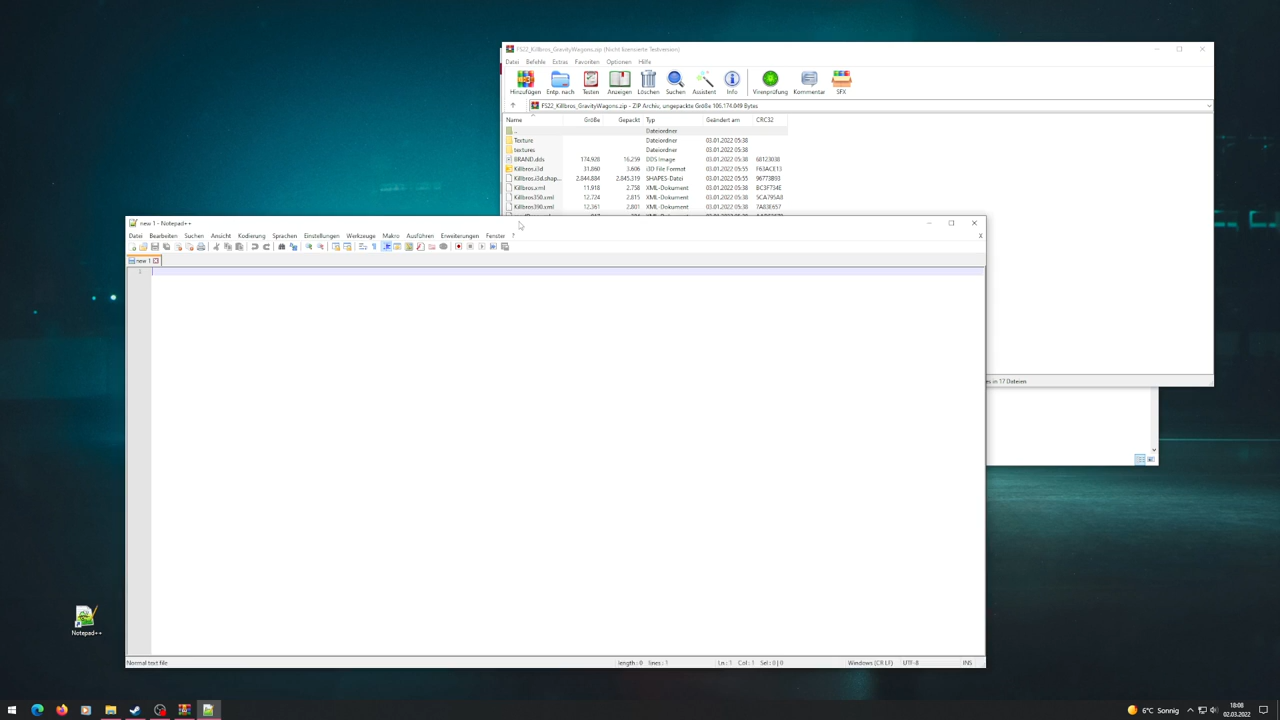 FS22_Killbros_GravityWagons.zip (Nicht lizensierte Testversion)
Datei Befehle Extras Favoriten Optionen Hilfe
Hinzufügen Entp. nach Testen Anzeigen Löschen Suchen Assistent Info Virenprüfung Kommentar SFX
FS22_Killbros_GravityWagons.zip - ZIP Archiv, ungepackte Größe 106.174.049 Bytes
Name Größe Gepackt Typ Geändert am CRC32
.. Dateiordner
Texture Dateiordner 03.01.2022 05:38
textures Dateiordner 03.01.2022 05:38
BRAND.dds 174.928 16.259 DDS Image 03.01.2022 05:38 68123038
Killbros.i3d 31.860 3.606 i3D File Format 03.01.2022 05:55 F63ACE13
Killbros.i3d.shap... 2.844.884 2.845.319 SHAPES-Datei 03.01.2022 05:55 96773B93
Killbros.xml 11.918 2.758 XML-Dokument 03.01.2022 05:38 BC3F734E
Killbros350.xml 12.724 2.815 XML-Dokument 03.01.2022 05:38 5CA795A8
Killbros390.xml 12.361 2.801 XML-Dokument 03.01.2022 05:38 7A83E657
new 1 - Notepad++
Datei Bearbeiten Suchen Ansicht Kodierung Sprachen Einstellungen Werkzeuge Makro Ausführen Erweiterungen Fenster ? X
new 1
1
es in 17 Dateien
Notepad++
Normal text file length : 0 lines : 1 Ln : 1 Col : 1 Sel : 0 | 0 Windows (CR LF) UTF-8 INS
6°C Sonnig
18:08
02.03.2022